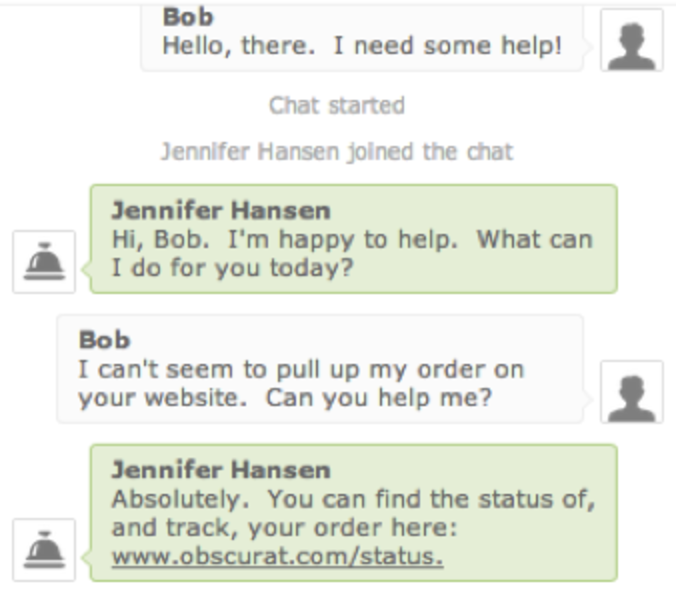 Bob
Hello, there.  I need some help!
Chat started
Jennifer Hansen joined the chat
Jennifer Hansen
Hi, Bob.  I'm happy to help.  What can
I do for you today?
Bob
I can't seem to pull up my order on
your website.  Can you help me?
Jennifer Hansen
Absolutely.  You can find the status of,
and track, your order here:
www.obscurat.com/status.